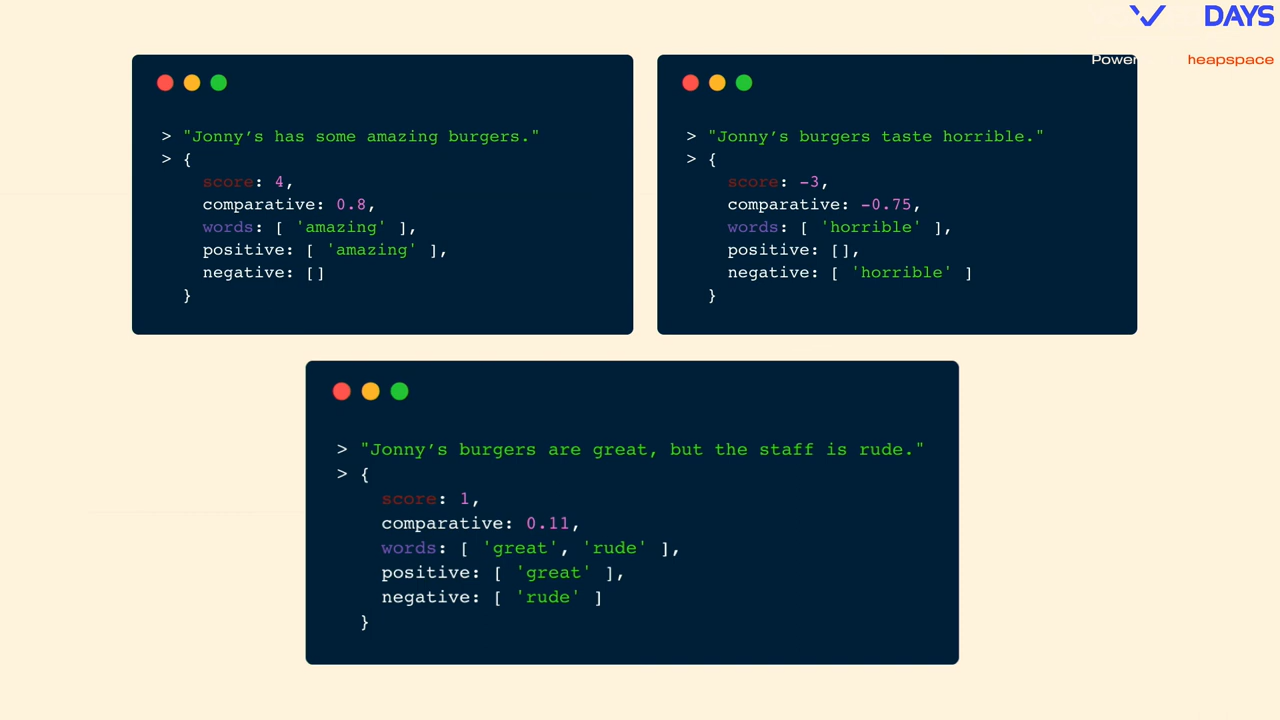 DAYS
Power
heapspace
> "Jonny’s has some amazing burgers."
> {
score: 4,
comparative: 0.8,
words: [ 'amazing' ],
positive: [ 'amazing' ],
negative: []
}
> "Jonny’s burgers taste horrible."
> {
score: -3,
comparative: -0.75,
words: [ 'horrible' ],
positive: [],
negative: [ 'horrible' ]
}
> "Jonny’s burgers are great, but the staff is rude."
> {
score: 1,
comparative: 0.11,
words: [ 'great', 'rude' ],
positive: [ 'great' ],
negative: [ 'rude' ]
}